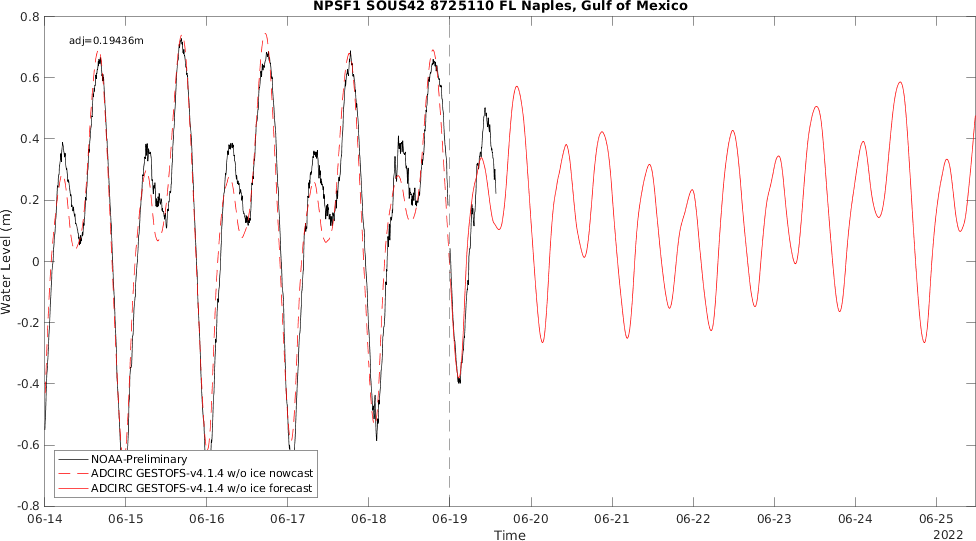 NPSF1 SOUS42 8725110 FL Naples, Gulf of Mexico
adj=0.19436m
0.8
0.6
0.4
0.2
0
-0.2
-0.4
-0.6
-0.8
Water Level (m)
NOAA-Preliminary
ADCIRC GESTOFS-v4.1.4 w/o ice nowcast
ADCIRC GESTOFS-v4.1.4 w/o ice forecast
06-14 06-15 06-16 06-17 06-18 06-19 06-20 06-21 06-22 06-23 06-24 06-25
Time
2022